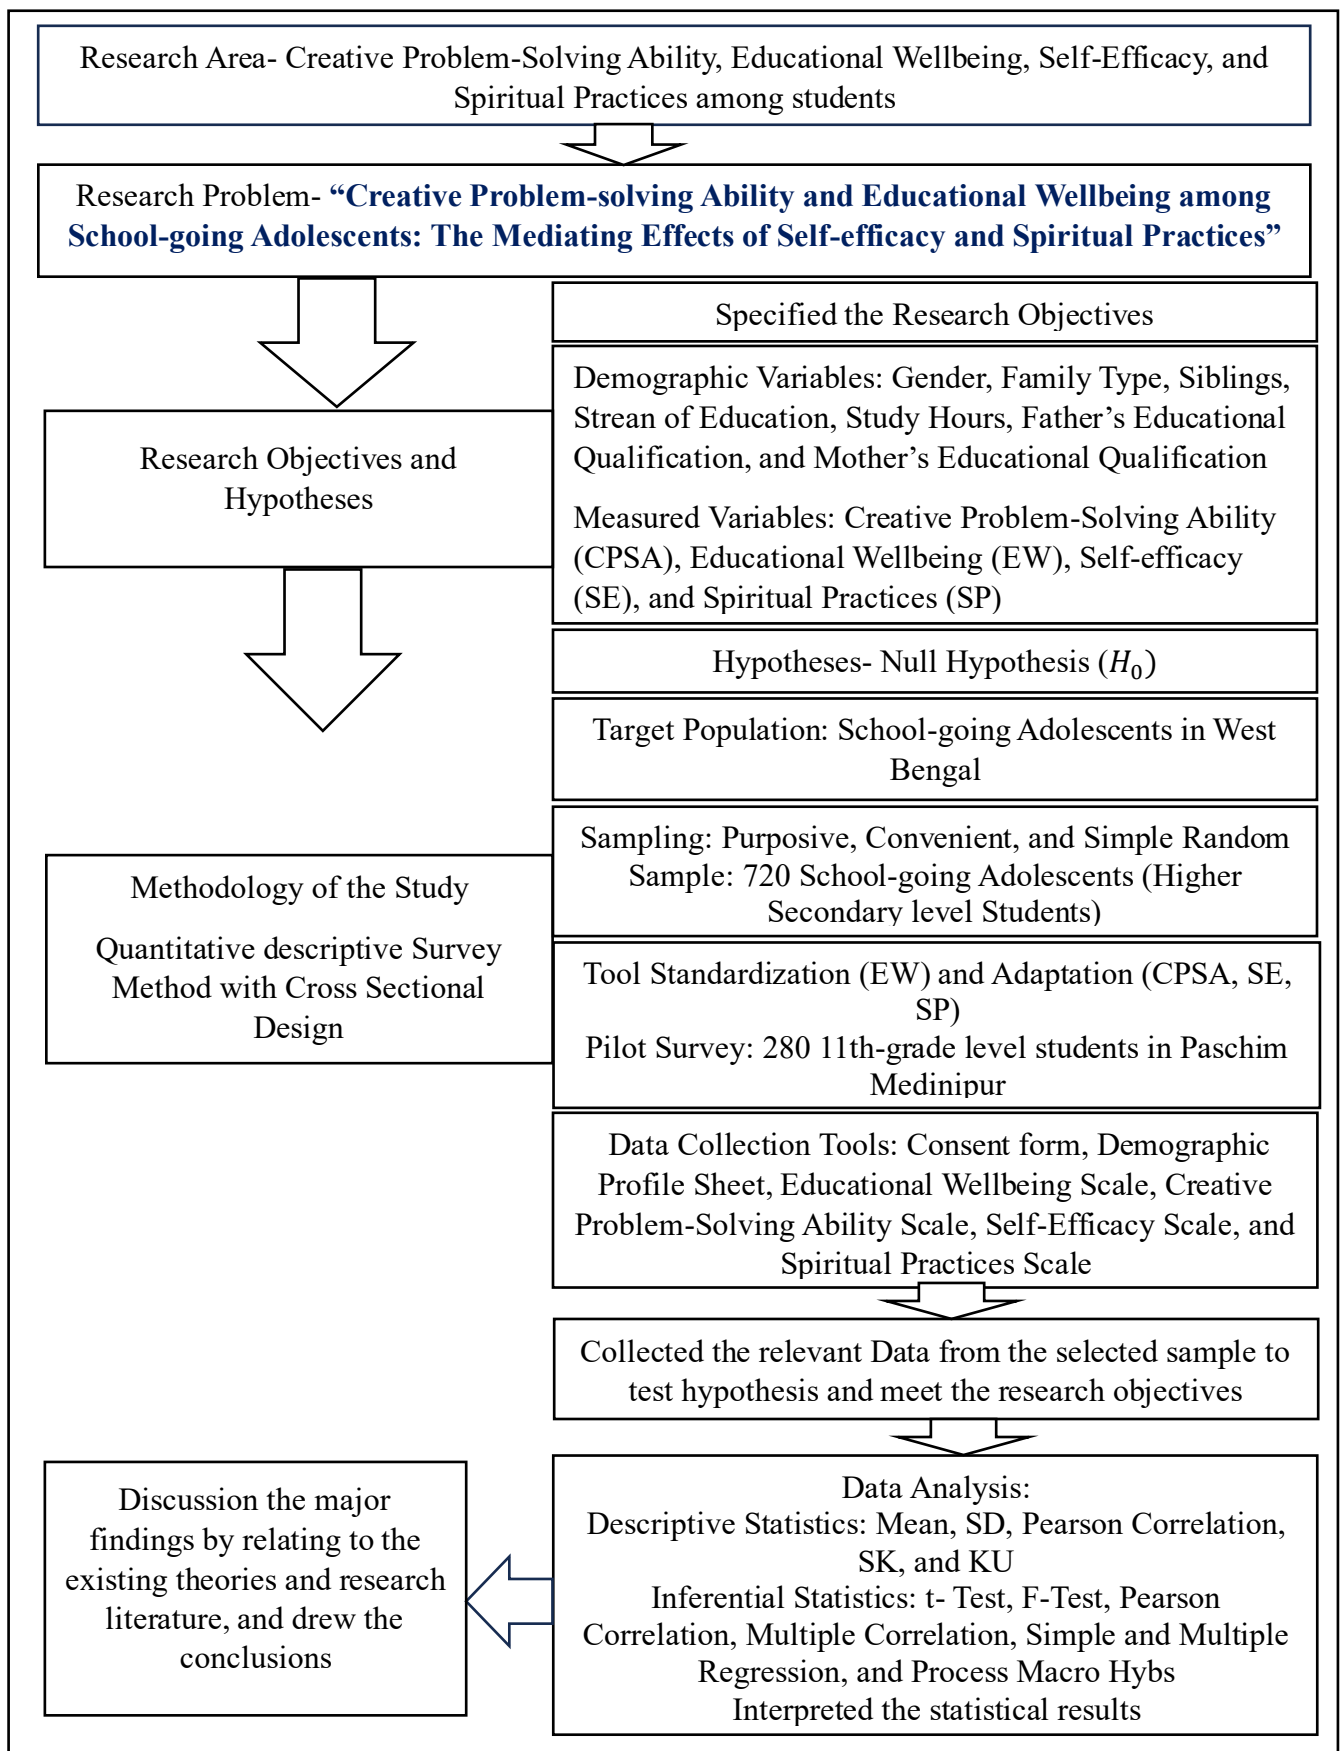 Research Area- Creative Problem-Solving Ability, Educational Wellbeing, Self-Efficacy, and
Spiritual Practices among students
Research Problem- “Creative Problem-solving Ability and Educational Wellbeing among
School-going Adolescents: The Mediating Effects of Self-efficacy and Spiritual Practices”
Research Objectives and
Hypotheses
Specified the Research Objectives
Demographic Variables: Gender, Family Type, Siblings,
Strean of Education, Study Hours, Father’s Educational
Qualification, and Mother’s Educational Qualification
Measured Variables: Creative Problem-Solving Ability
(CPSA), Educational Wellbeing (EW), Self-efficacy
(SE), and Spiritual Practices (SP)
Hypotheses- Null Hypothesis (H₀)
Methodology of the Study
Quantitative descriptive Survey
Method with Cross Sectional
Design
Target Population: School-going Adolescents in West
Bengal
Sampling: Purposive, Convenient, and Simple Random
Sample: 720 School-going Adolescents (Higher
Secondary level Students)
Tool Standardization (EW) and Adaptation (CPSA, SE,
SP)
Pilot Survey: 280 11th-grade level students in Paschim
Medinipur
Data Collection Tools: Consent form, Demographic
Profile Sheet, Educational Wellbeing Scale, Creative
Problem-Solving Ability Scale, Self-Efficacy Scale, and
Spiritual Practices Scale
Collected the relevant Data from the selected sample to
test hypothesis and meet the research objectives
Data Analysis:
Descriptive Statistics: Mean, SD, Pearson Correlation,
SK, and KU
Inferential Statistics: t- Test, F-Test, Pearson
Correlation, Multiple Correlation, Simple and Multiple
Regression, and Process Macro Hybs
Interpreted the statistical results
Discussion the major
findings by relating to the
existing theories and research
literature, and drew the
conclusions